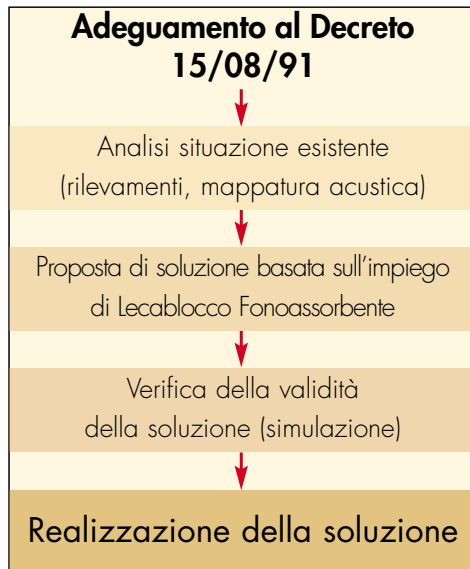 Adeguamento al Decreto
15/08/91
Analisi situazione esistente
(rilevamenti, mappatura acustica)
Proposta di soluzione basata sull'impiego
di Lecablocco Fonoassorbente
Verifica della validità
della soluzione (simulazione)
Realizzazione della soluzione